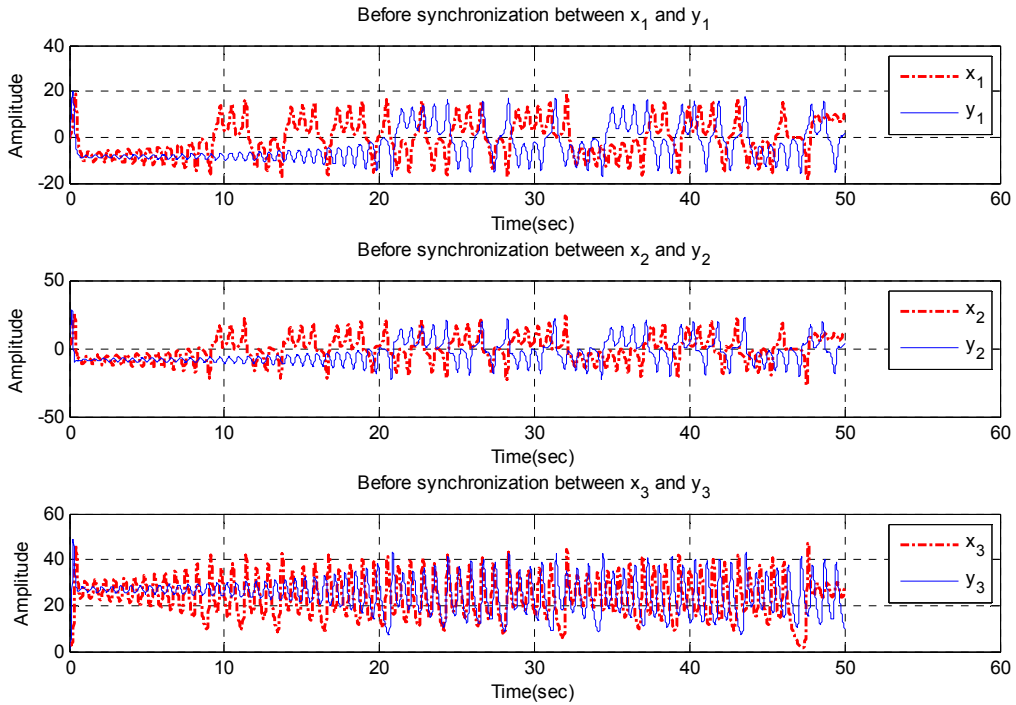 Before synchronization between x₁ and y₁
40
20
0
-20
Amplitude
x₁
y₁
0 10 20 30 40 50 60
Time(sec)
Before synchronization between x₂ and y₂
50
0
-50
Amplitude
x₂
y₂
0 10 20 30 40 50 60
Time(sec)
Before synchronization between x₃ and y₃
60
40
20
0
Amplitude
x₃
y₃
0 10 20 30 40 50 60
Time(sec)